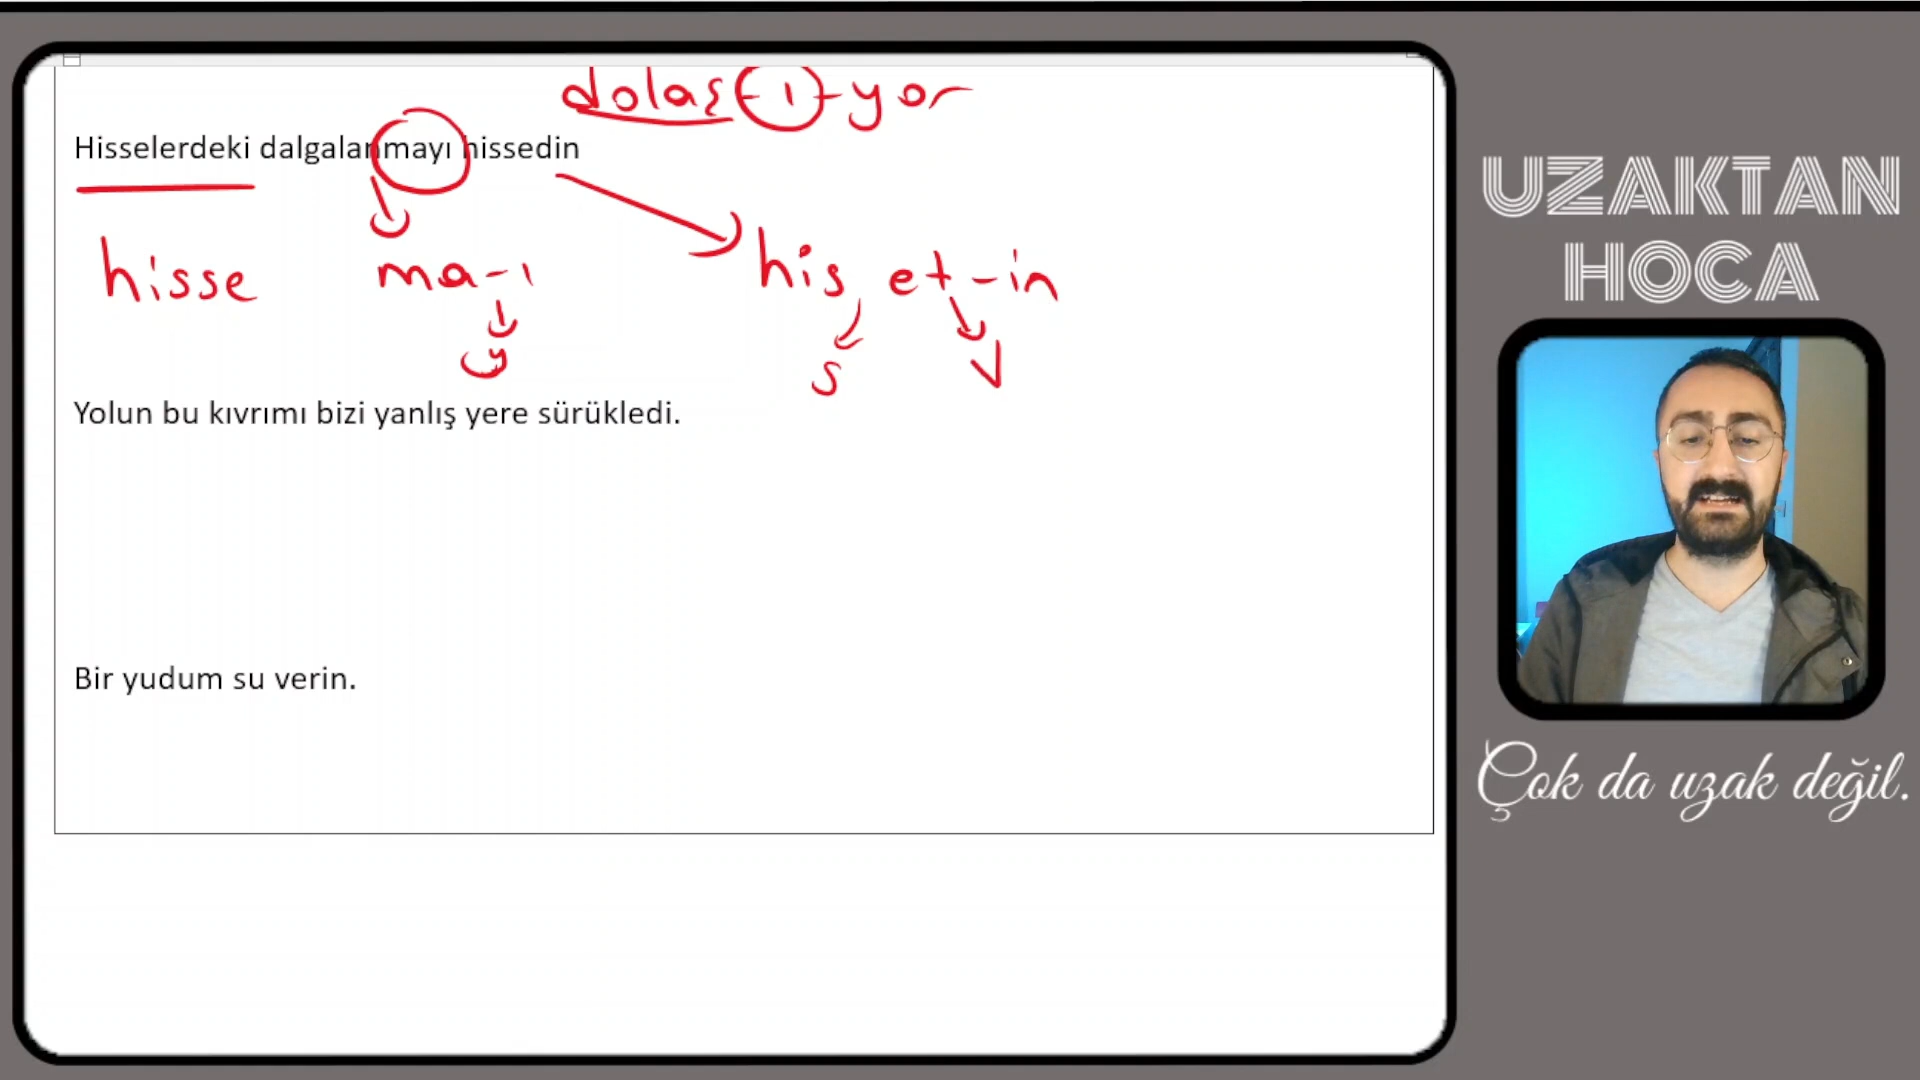 dolaş-ı-yor
Hisselerdeki dalgalanmayı hissedin
hisse ma-ı his et-in
y s V
Yolun bu kıvrımı bizi yanlış yere sürükledi.
Bir yudum su verin.
UZAKTAN
HOCA
Çok da uzak değil.